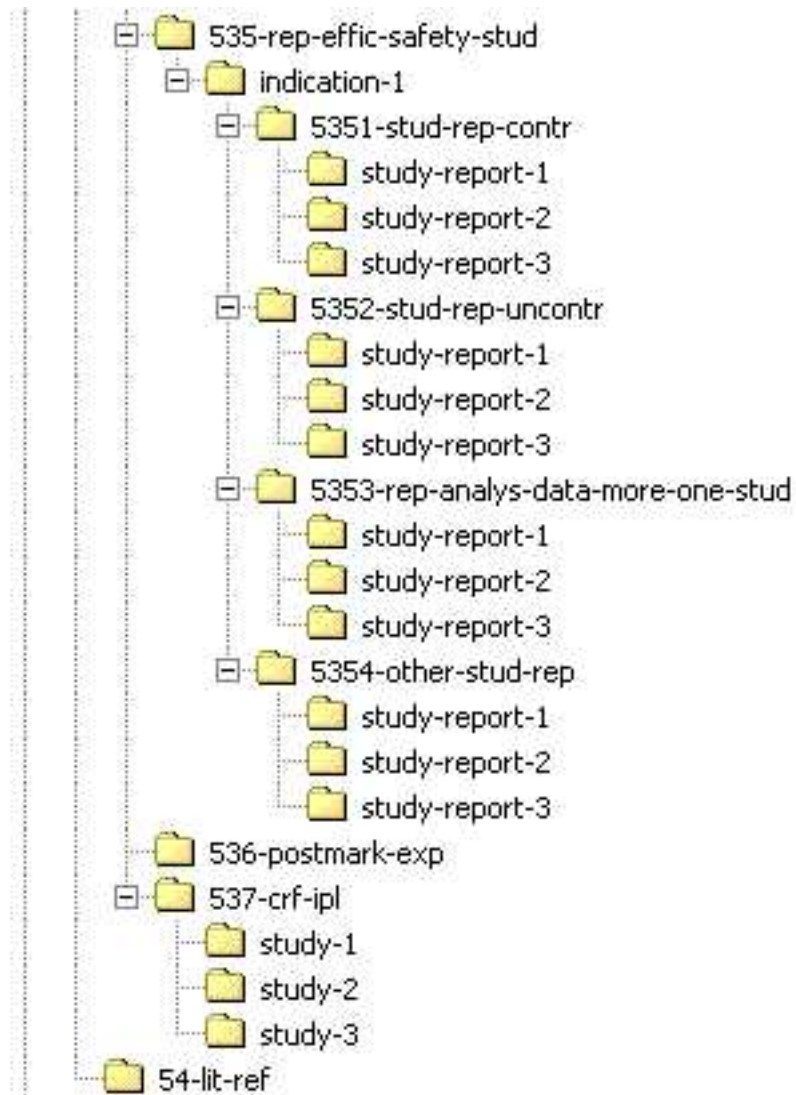 535-rep-effic-safety-stud
indication-1
5351-stud-rep-contr
study-report-1
study-report-2
study-report-3
5352-stud-rep-uncontr
study-report-1
study-report-2
study-report-3
5353-rep-analys-data-more-one-stud
study-report-1
study-report-2
study-report-3
5354-other-stud-rep
study-report-1
study-report-2
study-report-3
536-postmark-exp
537-crf-ipl
study-1
study-2
study-3
54-lit-ref